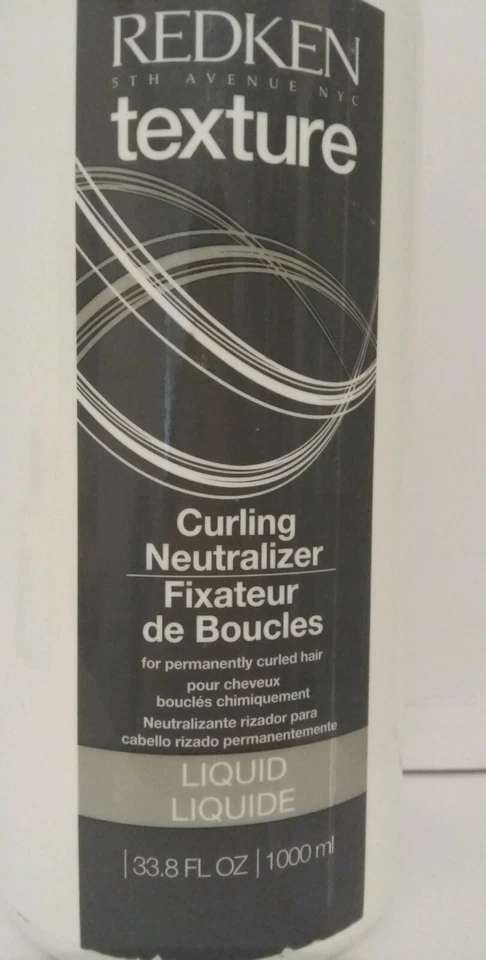 REDKEN
5TH AVENUE NYC
texture
Curling
Neutralizer
Fixateur
de Boucles
for permanently curled hair
pour cheveux
bouclés chimiquement
Neutralizante rizador para
cabello rizado permanentemente
LIQUID
LIQUIDE
|33.8 FL OZ|1000 ml